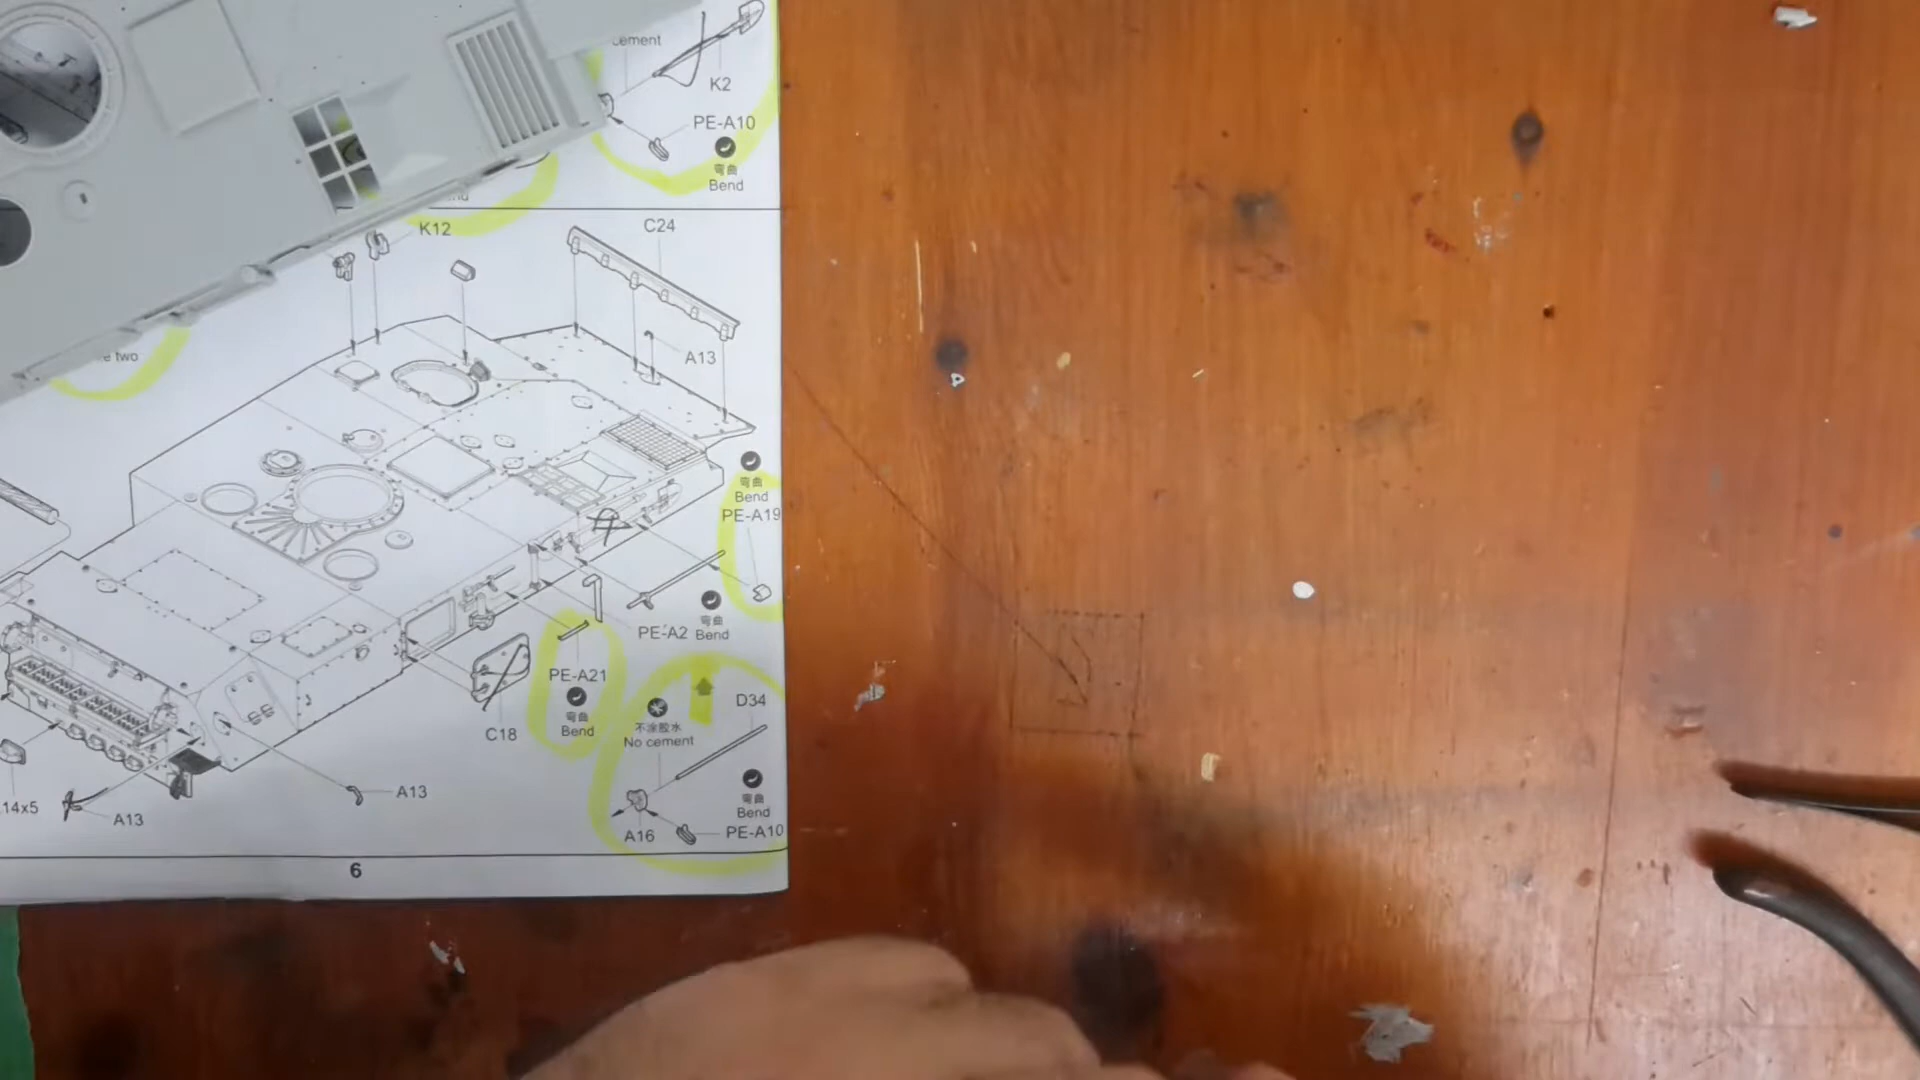 K2
PE-A10
弯曲
Bend
K12
C24
A13
弯曲
Bend
PE-A19
PE-A2
弯曲
Bend
PE-A21
弯曲
Bend
C18
不涂胶水
No cement
D34
弯曲
Bend
A16
PE-A10
A13
A13
14x5
two
6